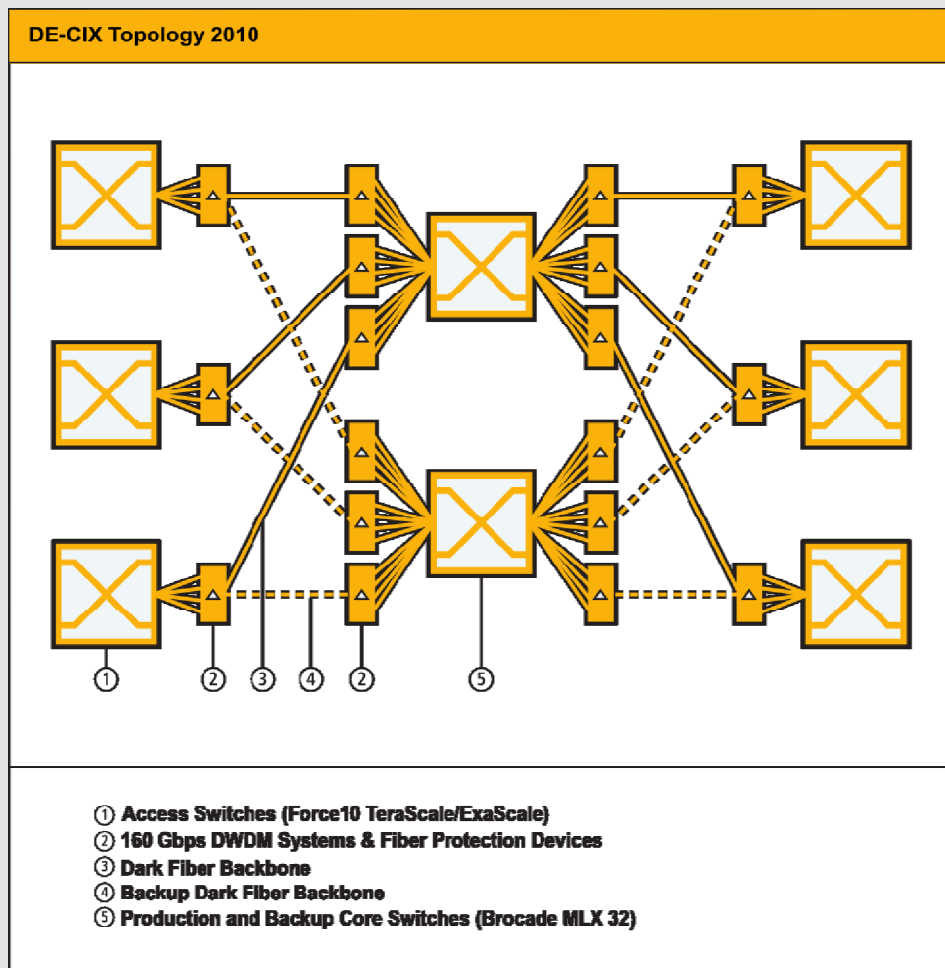 DE-CIX Topology 2010
① ② ③ ④ ② ⑤
① Access Switches (Force10 TeraScale/ExaScale)
② 160 Gbps DWDM Systems & Fiber Protection Devices
③ Dark Fiber Backbone
④ Backup Dark Fiber Backbone
⑤ Production and Backup Core Switches (Brocade MLX 32)